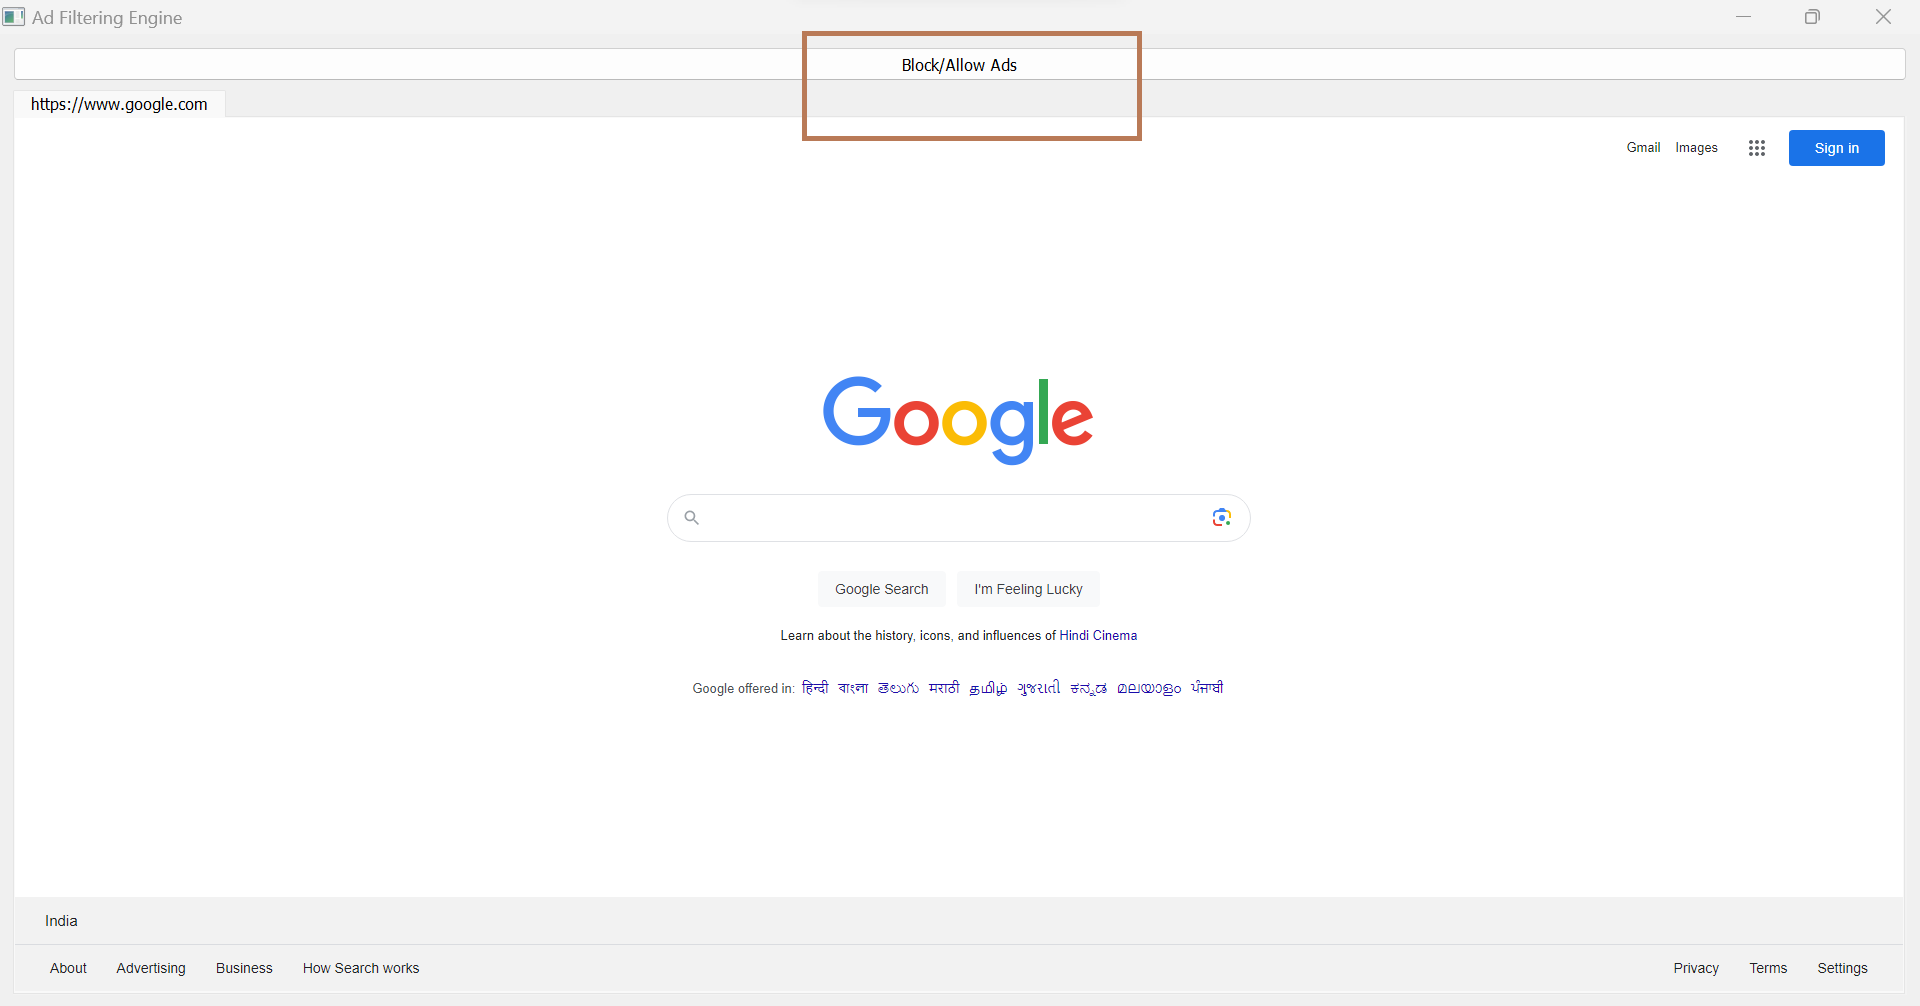 Ad Filtering Engine
Block/Allow Ads
https://www.google.com
Gmail Images Sign in
Google
Google Search I'm Feeling Lucky
Learn about the history, icons, and influences of Hindi Cinema
Google offered in: हिन्दी বাংলা తెలుగు मराठी தமிழ் ગુજરાતી ಕನ್ನಡ മലയാളം ਪੰਜਾਬੀ
India
About Advertising Business How Search works Privacy Terms Settings